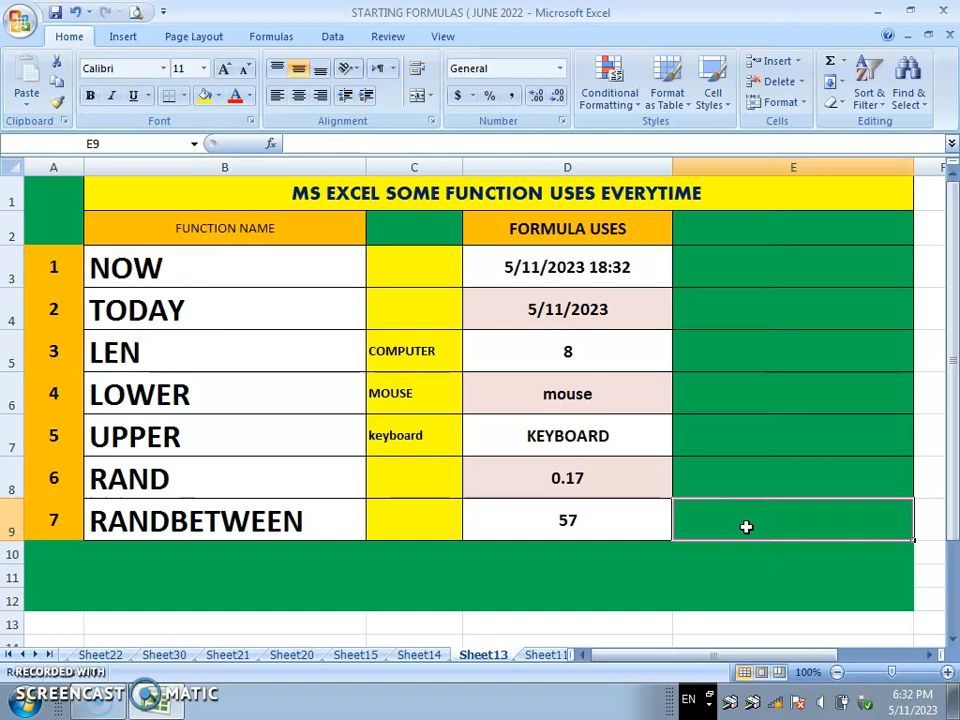 STARTING FORMULAS ( JUNE 2022 - Microsoft Excel
Home Insert Page Layout Formulas Data Review View
Calibri 11 General
Paste B I U $ % , Conditional Formatting Format as Table Cell Styles Insert Delete Format Σ Sort & Filter Find & Select
Clipboard Font Alignment Number Styles Cells Editing
E9 fx
A B C D E F
1 MS EXCEL SOME FUNCTION USES EVERYTIME
2 FUNCTION NAME FORMULA USES
3 1 NOW 5/11/2023 18:32
4 2 TODAY 5/11/2023
5 3 LEN COMPUTER 8
6 4 LOWER MOUSE mouse
7 5 UPPER keyboard KEYBOARD
8 6 RAND 0.17
9 7 RANDBETWEEN 57
10
11
12
13
Sheet22 Sheet30 Sheet21 Sheet20 Sheet15 Sheet14 Sheet13 Sheet11
RECORDED WITH 100%
SCREENCAST MATIC EN 6:32 PM
5/11/2023